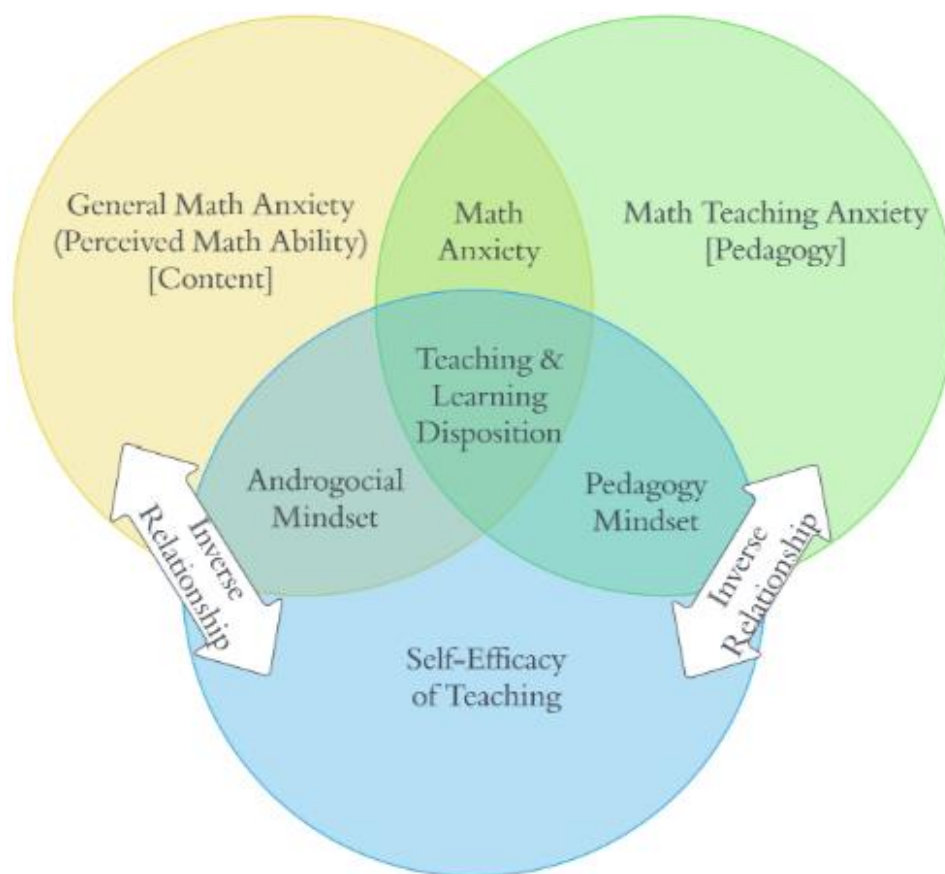 General Math Anxiety
(Perceived Math Ability)
[Content]
Math
Anxiety
Math Teaching Anxiety
[Pedagogy]
Teaching &
Learning
Disposition
Androgocial
Mindset
Pedagogy
Mindset
Inverse
Relationship
Inverse
Relationship
Self-Efficacy
of Teaching